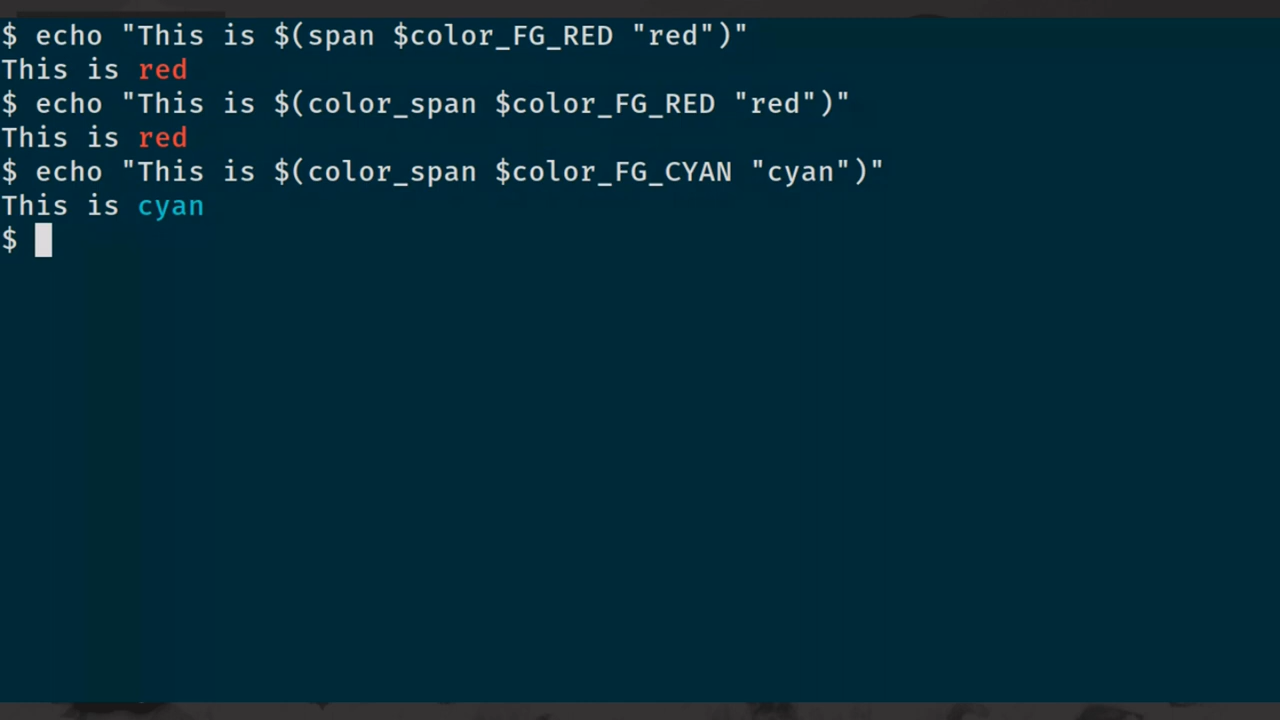 $ echo "This is $(span $color_FG_RED "red")"
This is red
$ echo "This is $(color_span $color_FG_RED "red")"
This is red
$ echo "This is $(color_span $color_FG_CYAN "cyan")"
This is cyan
$